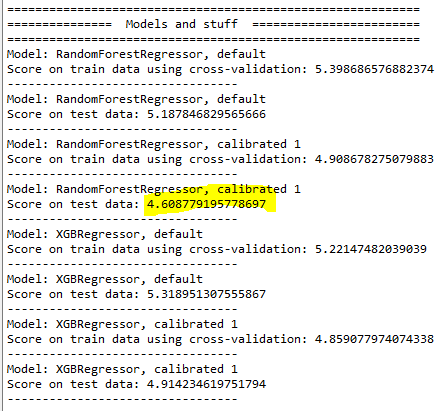 =======================================================
================  Models and stuff  ===================
=======================================================
Model: RandomForestRegressor, default
Score on train data using cross-validation: 5.398686576882374
-------------------------------
Model: RandomForestRegressor, default
Score on test data: 5.187846829565666
-------------------------------
Model: RandomForestRegressor, calibrated 1
Score on train data using cross-validation: 4.908678275079883
-------------------------------
Model: RandomForestRegressor, calibrated 1
Score on test data: 4.608779195778697
-------------------------------
Model: XGBRegressor, default
Score on train data using cross-validation: 5.22147482039039
-------------------------------
Model: XGBRegressor, default
Score on test data: 5.318951307555867
-------------------------------
Model: XGBRegressor, calibrated 1
Score on train data using cross-validation: 4.859077974074338
-------------------------------
Model: XGBRegressor, calibrated 1
Score on test data: 4.914234619751794
-------------------------------